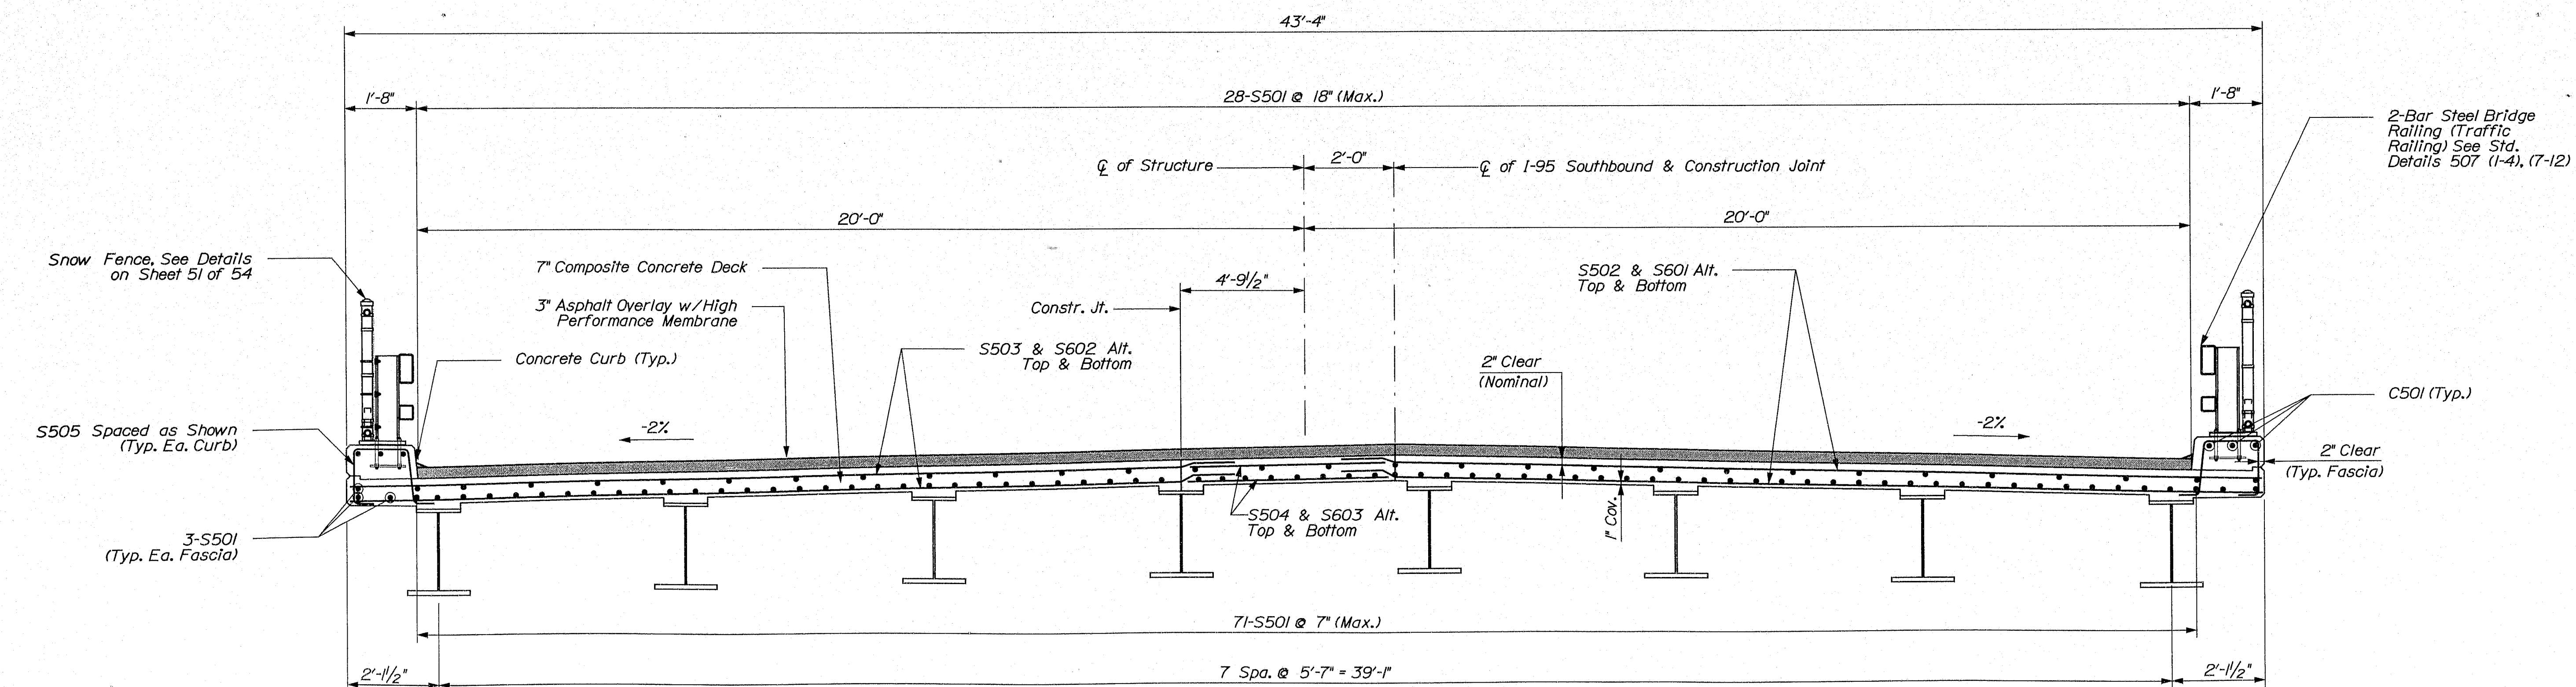 43'-4"
1'-8"
28-S501 @ 18" (Max.)
1'-8"
2-Bar Steel Bridge
Railing (Traffic
Railing) See Std.
Details 507 (1-4), (7-12)
℄ of Structure
2'-0"
℄ of I-95 Southbound & Construction Joint
20'-0"
20'-0"
Snow Fence, See Details
on Sheet 51 of 54
7" Composite Concrete Deck
3" Asphalt Overlay w/High
Performance Membrane
Concrete Curb (Typ.)
4'-9½"
Constr. Jt.
S503 & S602 Alt.
Top & Bottom
S502 & S601 Alt.
Top & Bottom
2" Clear
(Nominal)
C501 (Typ.)
S505 Spaced as Shown
(Typ. Ea. Curb)
-2%
-2%
2" Clear
(Typ. Fascia)
3-S501
(Typ. Ea. Fascia)
S504 & S603 Alt.
Top & Bottom
1" Cov.
71-S501 @ 7" (Max.)
2'-1½"
7 Spa. @ 5'-7" = 39'-1"
2'-1½"